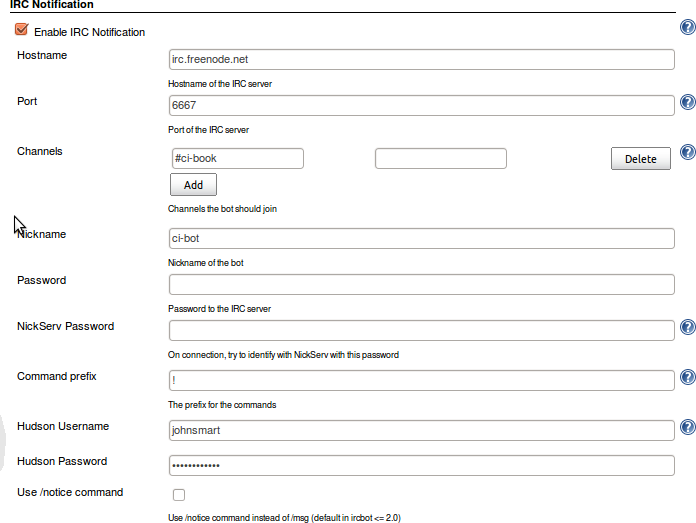 IRC Notification
Enable IRC Notification
Hostname
irc.freenode.net
Hostname of the IRC server
Port
6667
Port of the IRC server
Channels
#ci-book
Delete
Add
Channels the bot should join
Nickname
ci-bot
Nickname of the bot
Password
Password to the IRC server
NickServ Password
On connection, try to identify with NickServ with this password
Command prefix
!
The prefix for the commands
Hudson Username
johnsmart
Hudson Password
••••••••••••
Use /notice command
Use /notice command instead of /msg (default in ircbot <= 2.0)